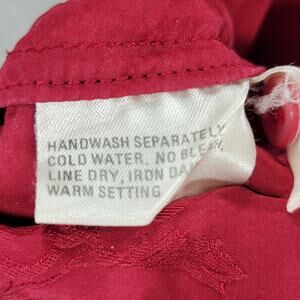 HANDWASH SEPARATELY
COLD WATER, NO
LINE DRY, IRON
WARM SETTING